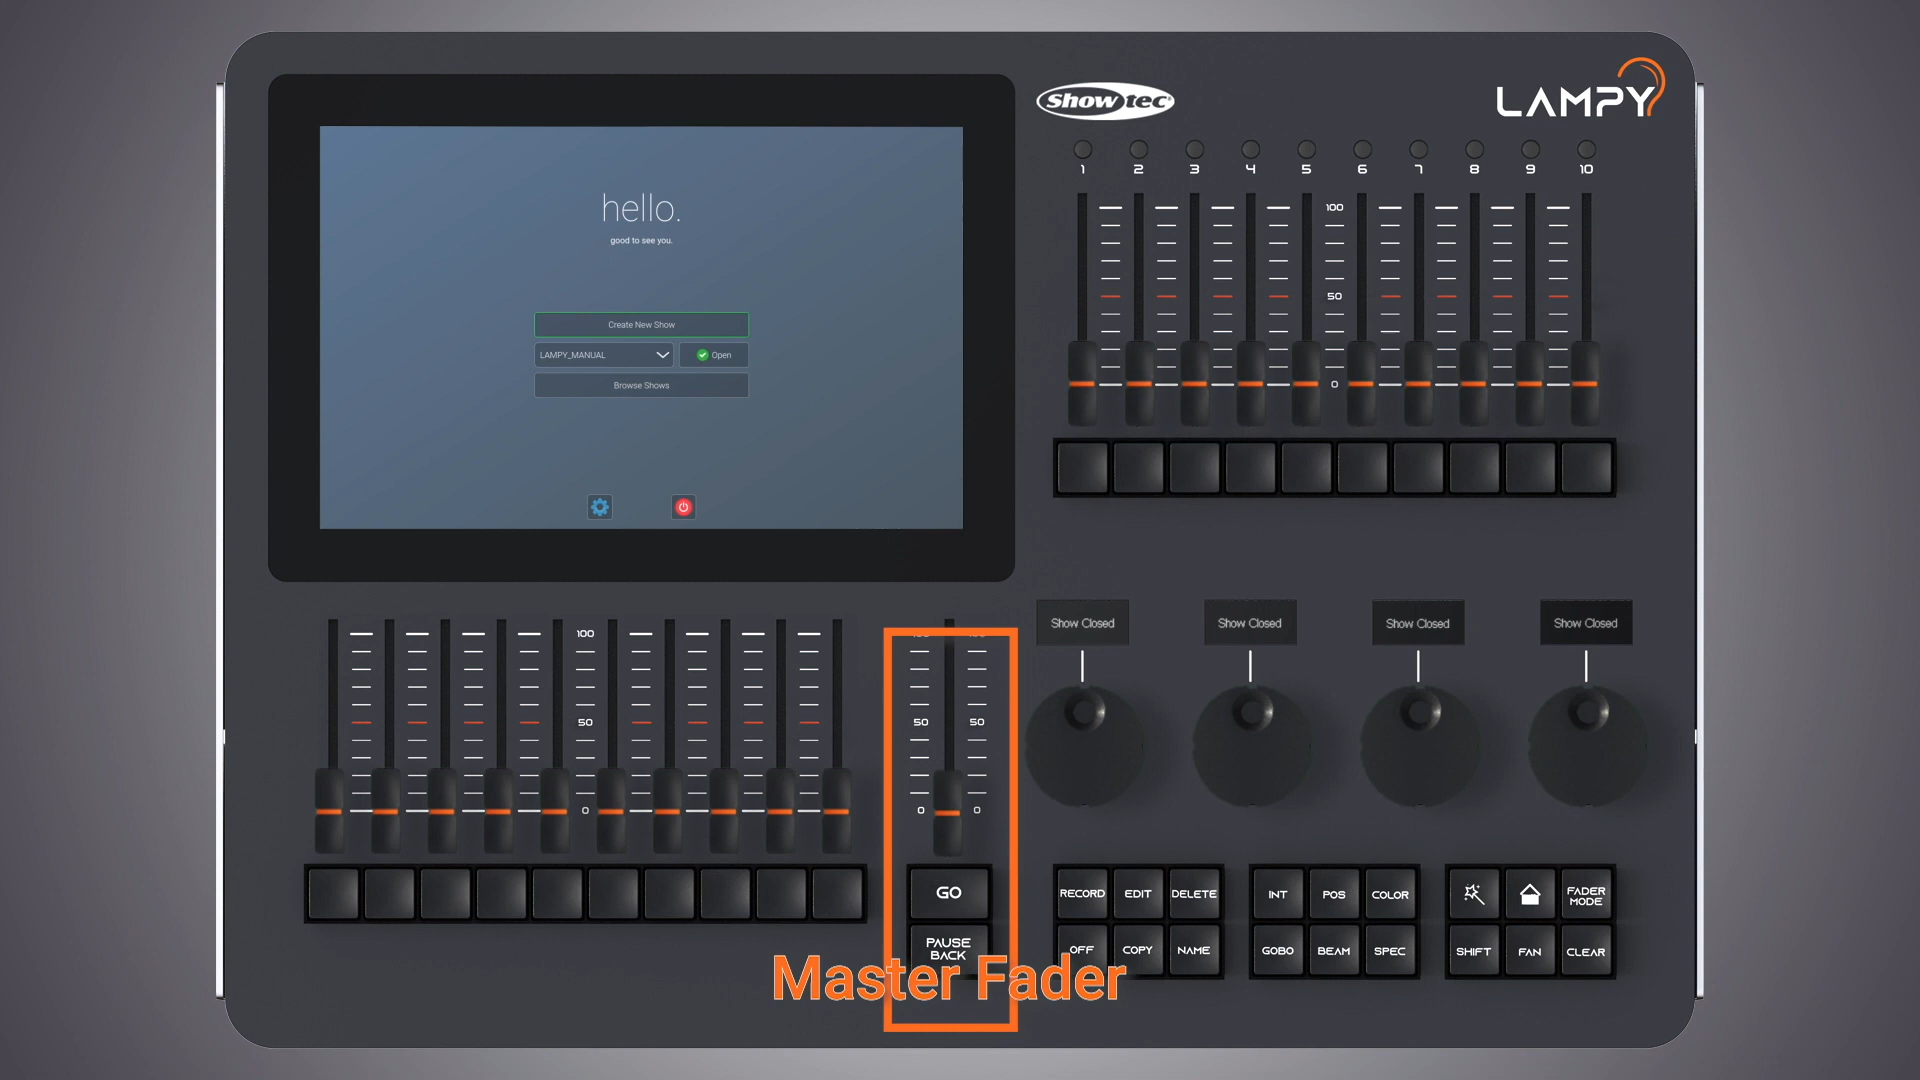 Showtec
LAMPY
1 2 3 4 5 6 7 8 9 10
hello.
good to see you.
Create New Show
LAMPY_MANUAL
Open
Browse Shows
100
50
0
Show Closed
Show Closed
Show Closed
Show Closed
100
50
0
50 50
0 0
GO
PAUSE
BACK
RECORD EDIT DELETE
OFF COPY NAME
INT POS COLOR
GOBO BEAM SPEC
FADER
MODE
SHIFT FAN CLEAR
Master Fader